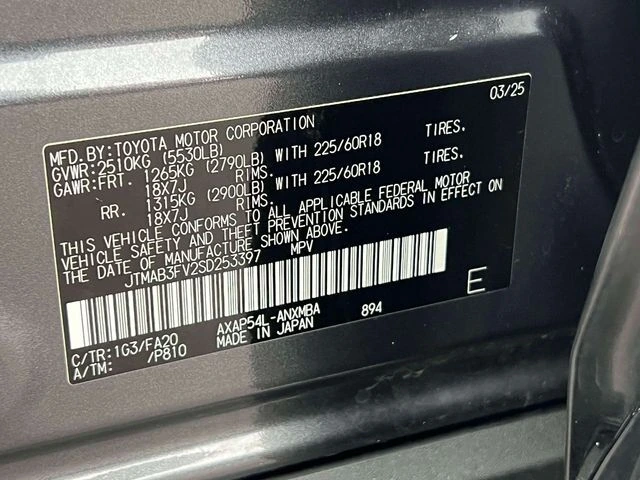 03/25
MFD.BY:TOYOTA MOTOR CORPORATION
GVWR:2510KG (5530LB)
GAWR:FRT. 1265KG (2790LB) WITH 225/60R18 TIRES.
18X7J RIMS.
RR. 1315KG (2900LB) WITH 225/60R18 TIRES.
18X7J RIMS.
THIS VEHICLE CONFORMS TO ALL APPLICABLE FEDERAL MOTOR
VEHICLE SAFETY AND THEFT PREVENTION STANDARDS IN EFFECT ON
THE DATE OF MANUFACTURE SHOWN ABOVE.
JTMAB3FV2SD253397 MPV
E
C/TR:1G3/FA20 AXAP54L-ANXMBA 894
A/TM: /P810 MADE IN JAPAN